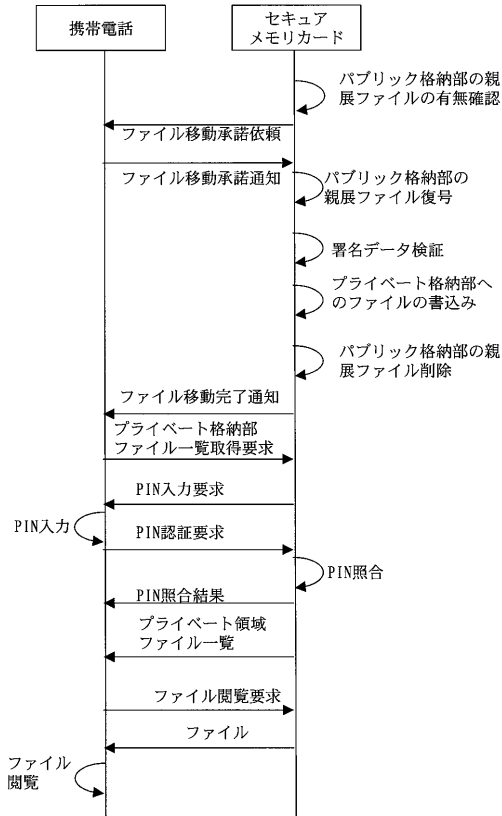 携帯電話
セキュア
メモリカード
パブリック格納部の親
展ファイルの有無確認
ファイル移動承諾依頼
ファイル移動承諾通知
パブリック格納部の
親展ファイル復号
署名データ検証
プライベート格納部へ
のファイルの書込み
パブリック格納部の親
展ファイル削除
ファイル移動完了通知
プライベート格納部
ファイル一覧取得要求
PIN入力要求
PIN入力
PIN認証要求
PIN照合
PIN照合結果
プライベート領域
ファイル一覧
ファイル閲覧要求
ファイル
ファイル
閲覧